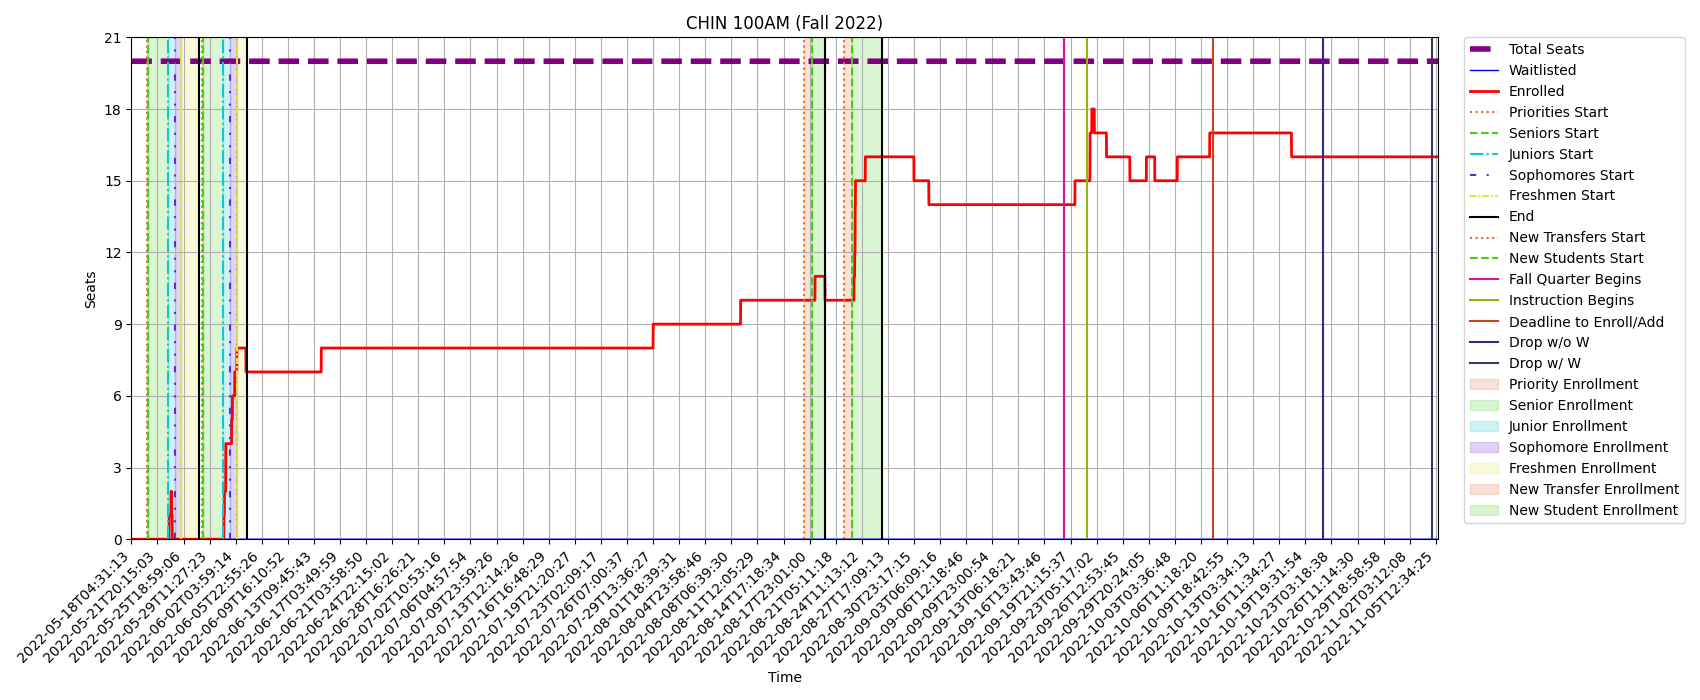 CHIN 100AM (Fall 2022)
21
18
15
12
9
6
3
0
Seats
2022-05-18T04:31:13
2022-05-21T20:15:03
2022-05-25T18:59:06
2022-05-29T11:27:23
2022-06-02T03:59:14
2022-06-05T22:55:26
2022-06-09T16:10:52
2022-06-13T09:45:43
2022-06-17T03:49:59
2022-06-21T03:58:50
2022-06-24T22:15:02
2022-06-28T16:26:21
2022-07-02T10:53:16
2022-07-06T04:57:54
2022-07-09T23:59:26
2022-07-13T12:14:26
2022-07-16T16:48:29
2022-07-19T21:20:27
2022-07-23T02:09:17
2022-07-26T07:00:37
2022-07-29T13:36:27
2022-08-01T18:39:31
2022-08-04T23:58:46
2022-08-08T06:39:30
2022-08-11T12:05:29
2022-08-14T17:18:34
2022-08-17T23:01:00
2022-08-21T05:11:18
2022-08-24T11:13:12
2022-08-27T17:09:13
2022-08-30T23:17:15
2022-09-03T06:09:16
2022-09-06T12:18:46
2022-09-09T23:00:54
2022-09-13T06:18:21
2022-09-16T13:43:46
2022-09-19T21:15:37
2022-09-23T05:17:02
2022-09-26T12:53:45
2022-09-29T20:24:05
2022-10-03T03:36:48
2022-10-06T11:18:20
2022-10-09T18:42:55
2022-10-13T03:34:13
2022-10-16T11:34:27
2022-10-19T19:31:54
2022-10-23T03:18:38
2022-10-26T11:14:30
2022-10-29T18:58:58
2022-11-02T03:12:08
2022-11-05T12:34:25
Time
Total Seats
Waitlisted
Enrolled
Priorities Start
Seniors Start
Juniors Start
Sophomores Start
Freshmen Start
End
New Transfers Start
New Students Start
Fall Quarter Begins
Instruction Begins
Deadline to Enroll/Add
Drop w/o W
Drop w/ W
Priority Enrollment
Senior Enrollment
Junior Enrollment
Sophomore Enrollment
Freshmen Enrollment
New Transfer Enrollment
New Student Enrollment